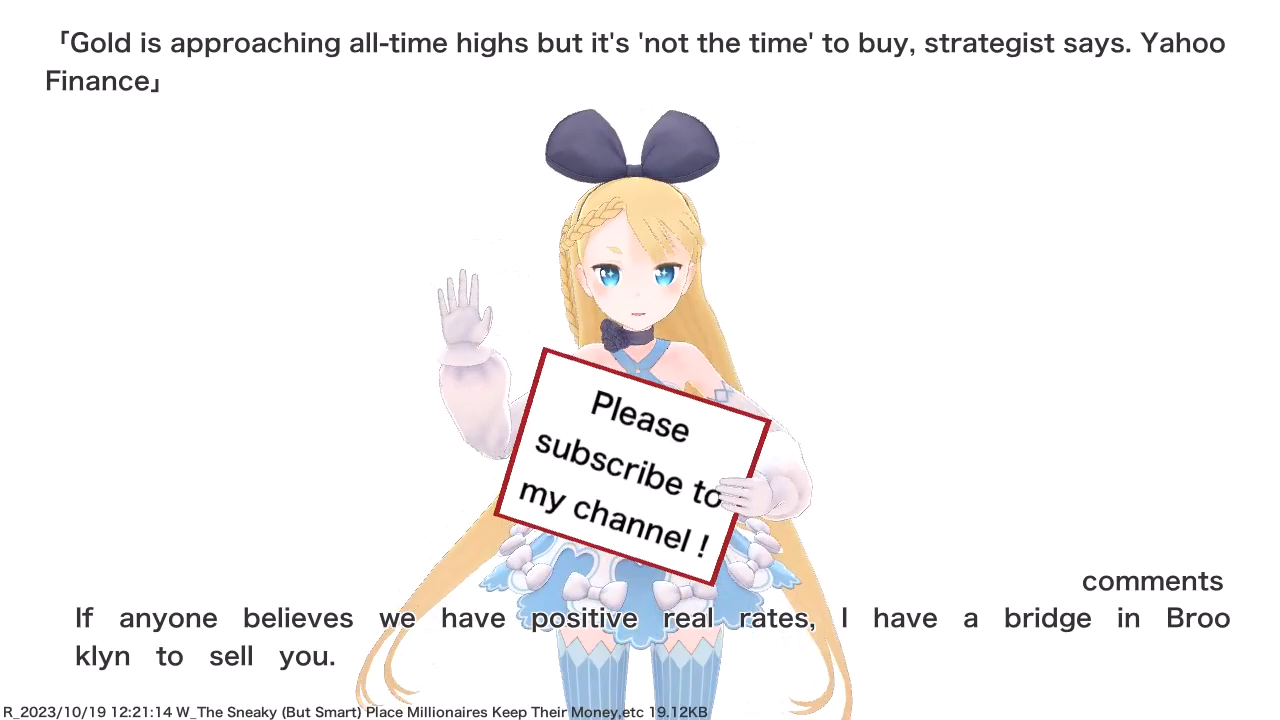 「Gold is approaching all-time highs but it's 'not the time' to buy, strategist says. Yahoo
Finance」
Please
subscribe to
my channel !
comments
If anyone believes we have positive real rates, I have a bridge in Broo
klyn to sell you.
R_2023/10/19 12:21:14 W_The Sneaky (But Smart) Place Millionaires Keep Their Money,etc 19.12KB